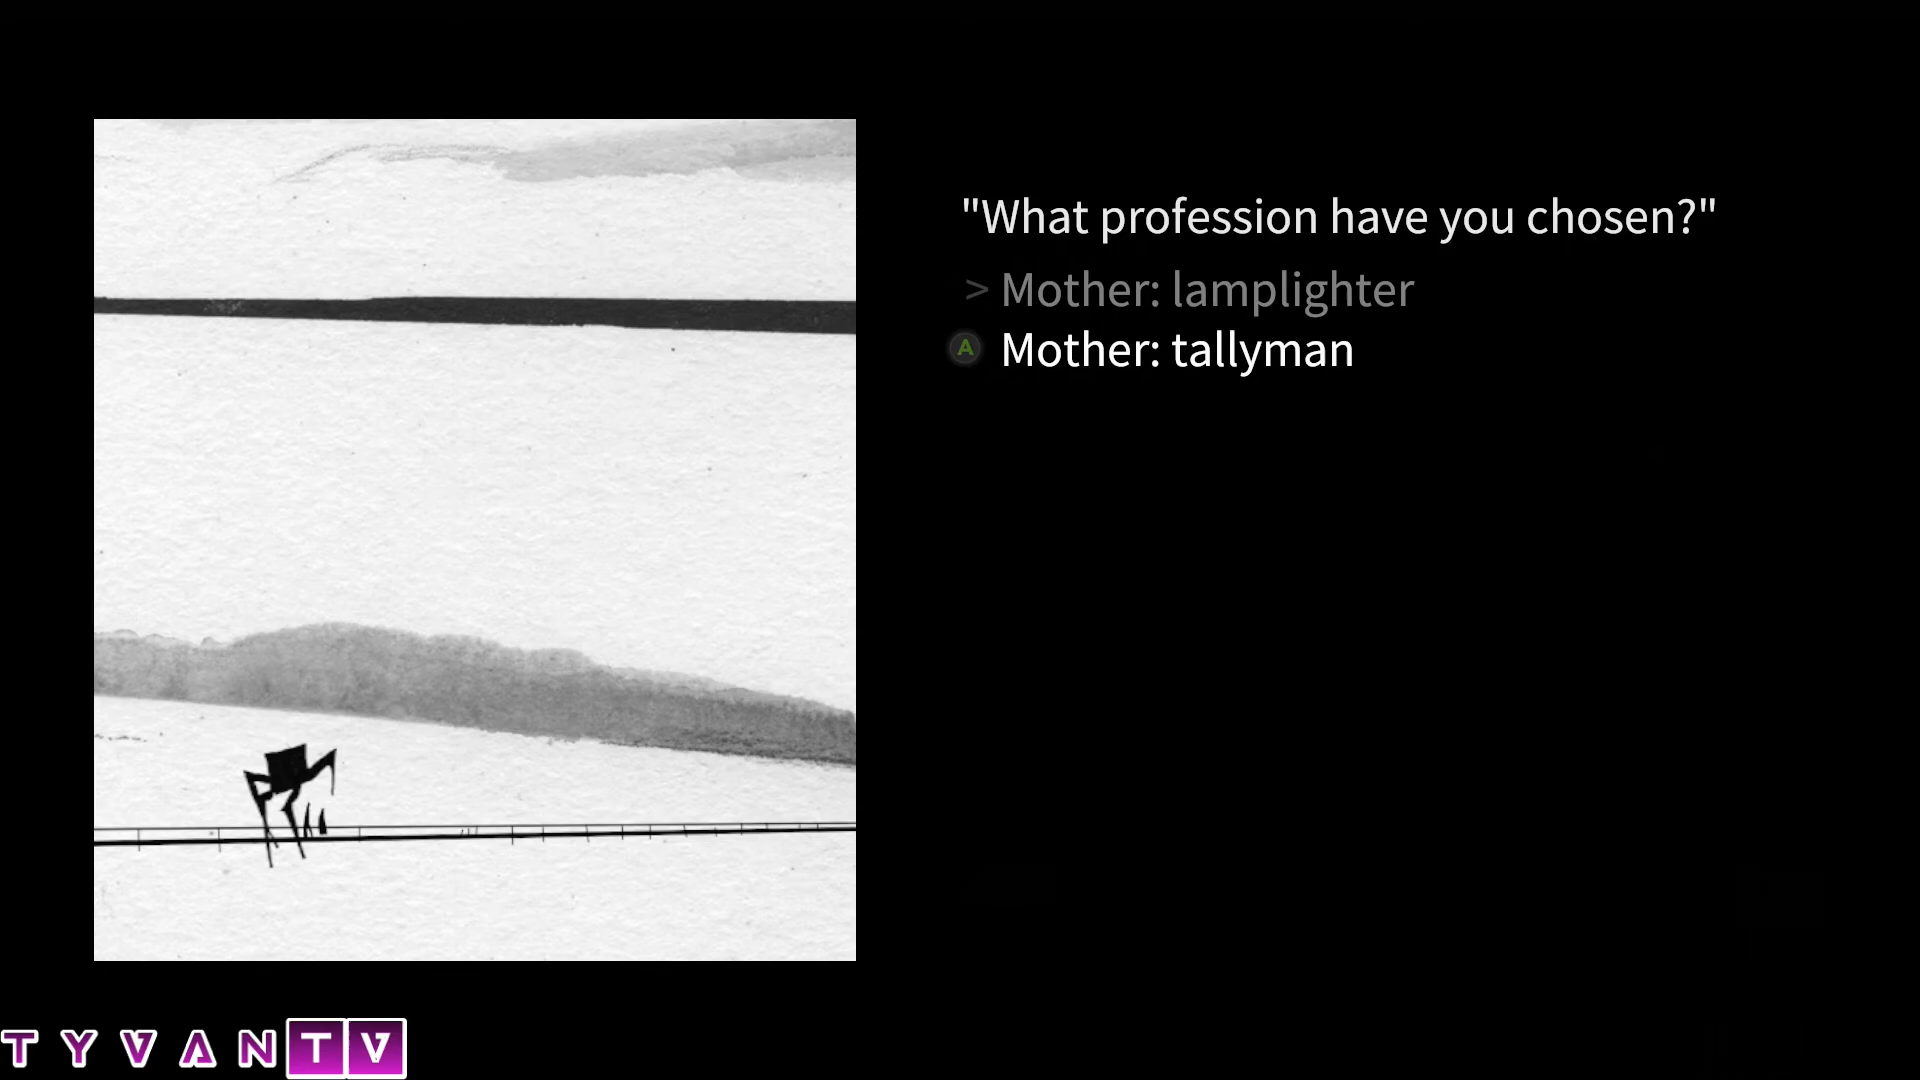 "What profession have you chosen?"
> Mother: lamplighter
A Mother: tallyman
TYVANTV